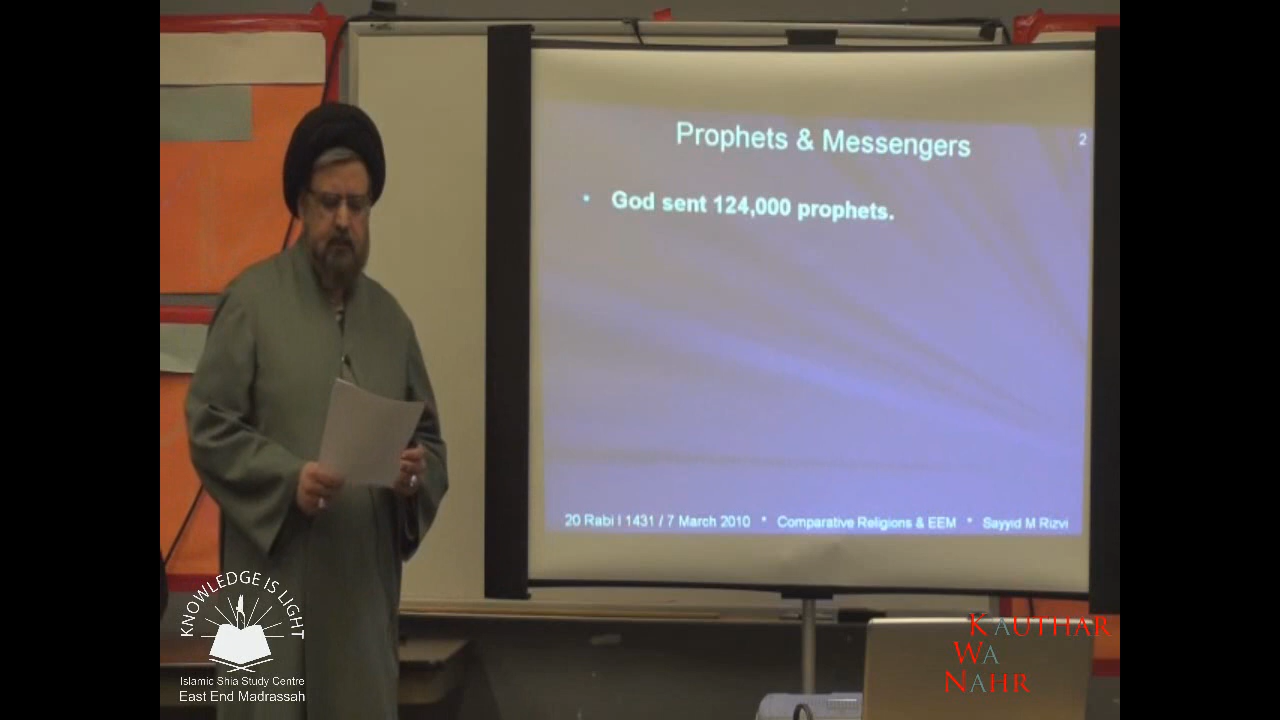 Prophets & Messengers
2
• God sent 124,000 prophets.
20 Rabi I 1431 / 7 March 2010 * Comparative Religions & EEM * Sayyid M Rizvi
KNOWLEDGE IS LIGHT
Islamic Shia Study Centre
East End Madrassah
KAUTHAR
WA
NAHR